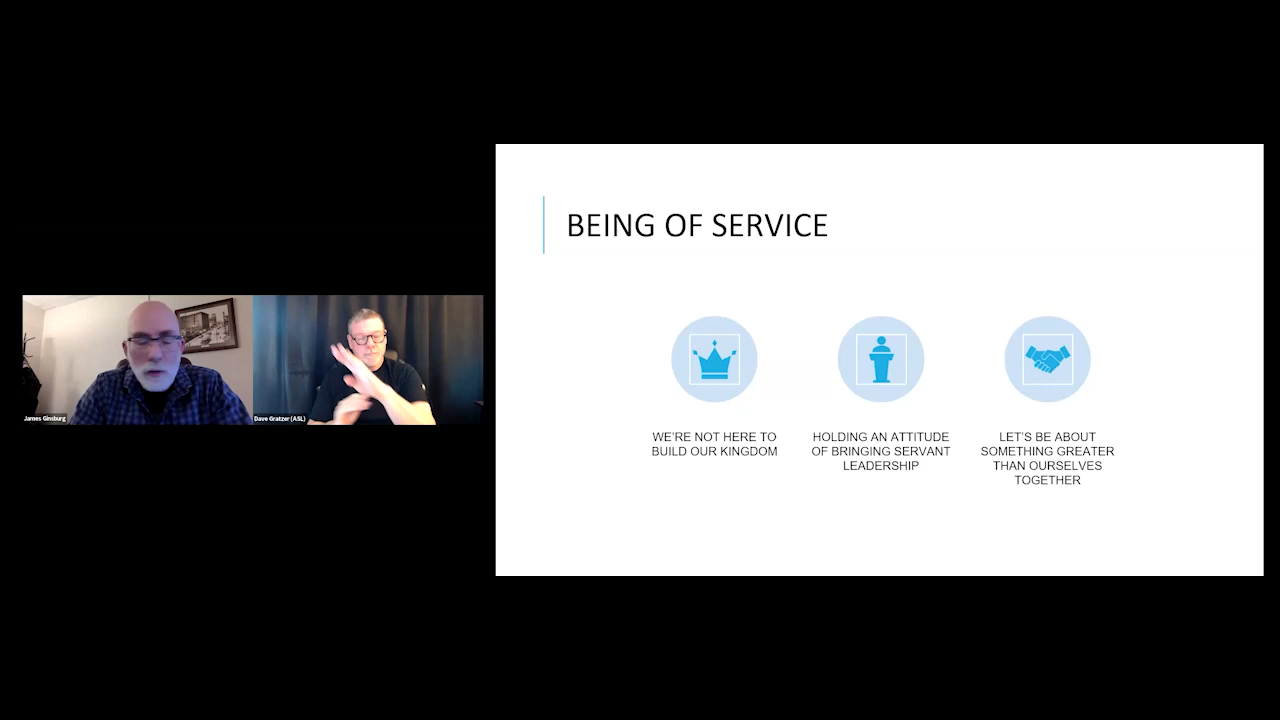 BEING OF SERVICE
WE'RE NOT HERE TO
BUILD OUR KINGDOM
HOLDING AN ATTITUDE
OF BRINGING SERVANT
LEADERSHIP
LET'S BE ABOUT
SOMETHING GREATER
THAN OURSELVES
TOGETHER
James Ginsburg
Dave Gratzer (ASL)